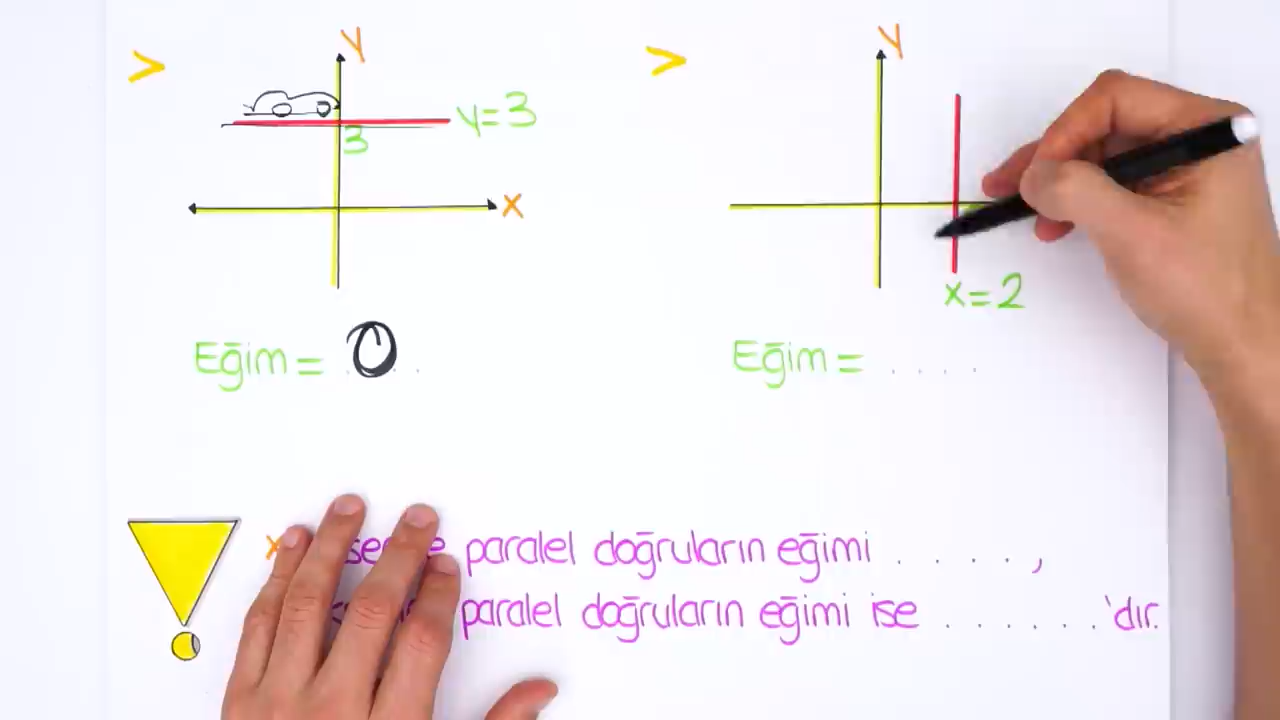 > y
y = 3
3
x
Eğim = 0 . .
> y
x = 2
Eğim = . . . .
x paralel doğruların eğimi . . . . . ,
paralel doğruların eğimi ise . . . . . . 'dır.